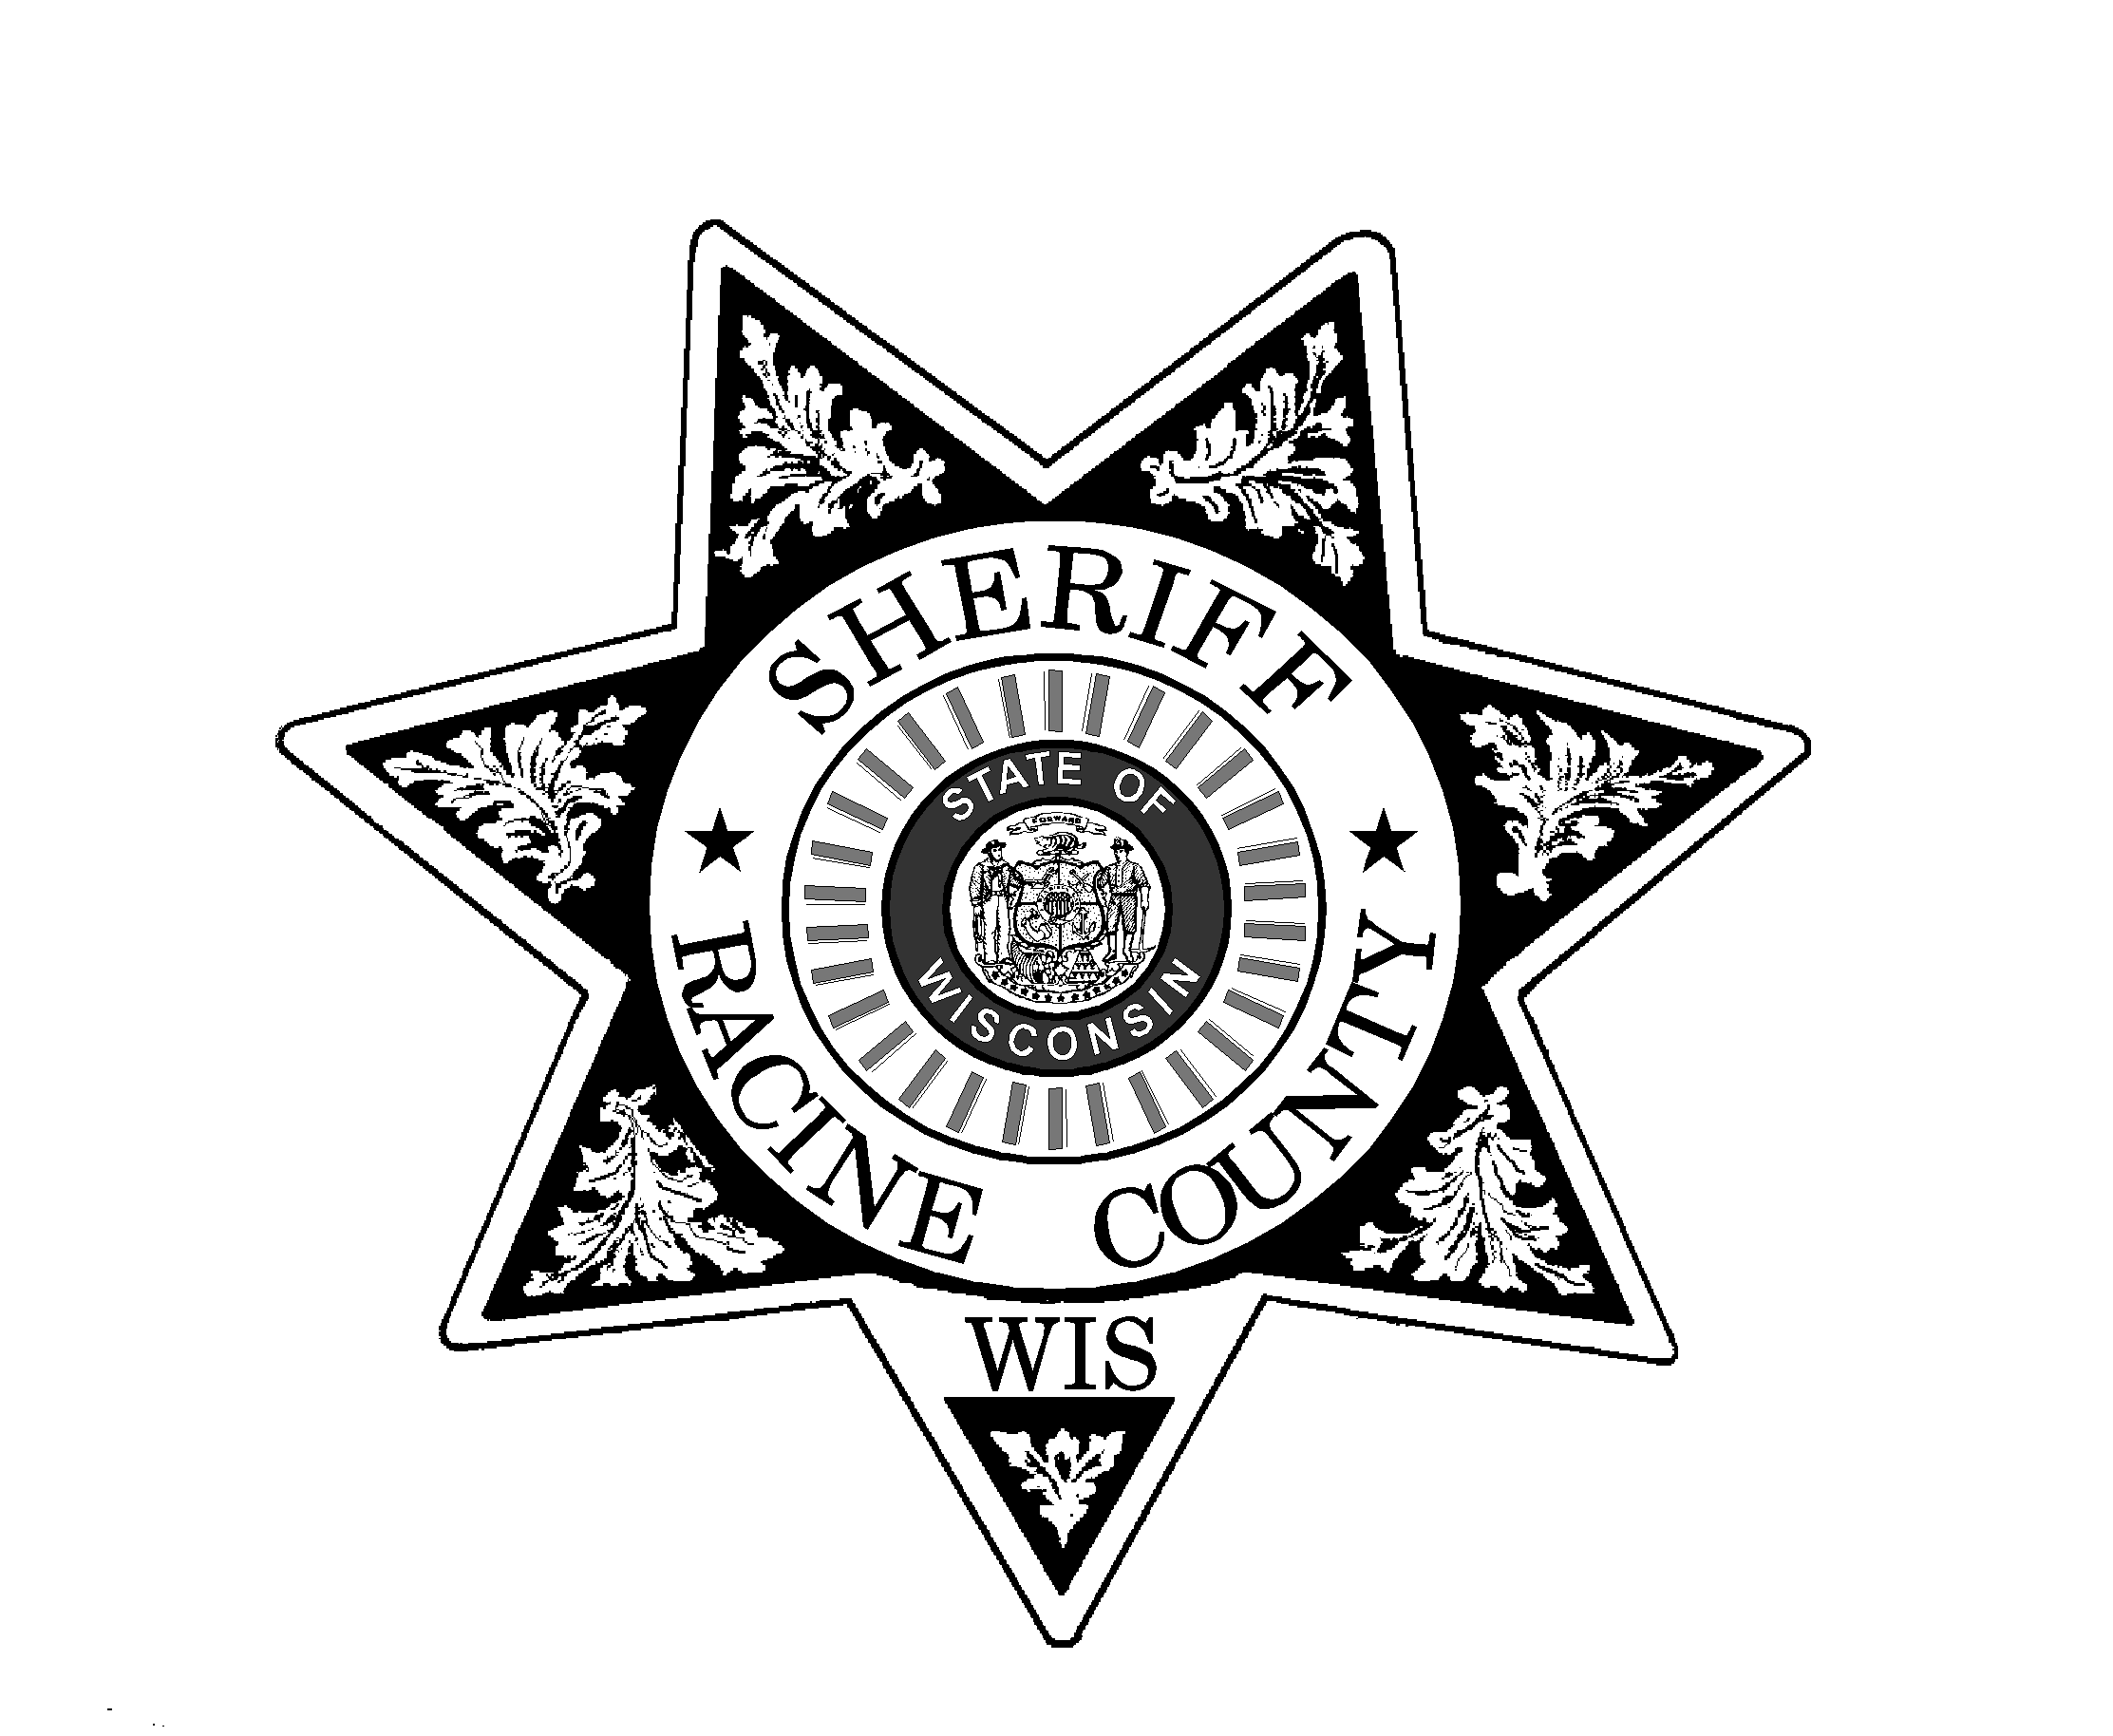 SHERIFF
STATE OF
FORWARD
WISCONSIN
RACINE COUNTY
WIS